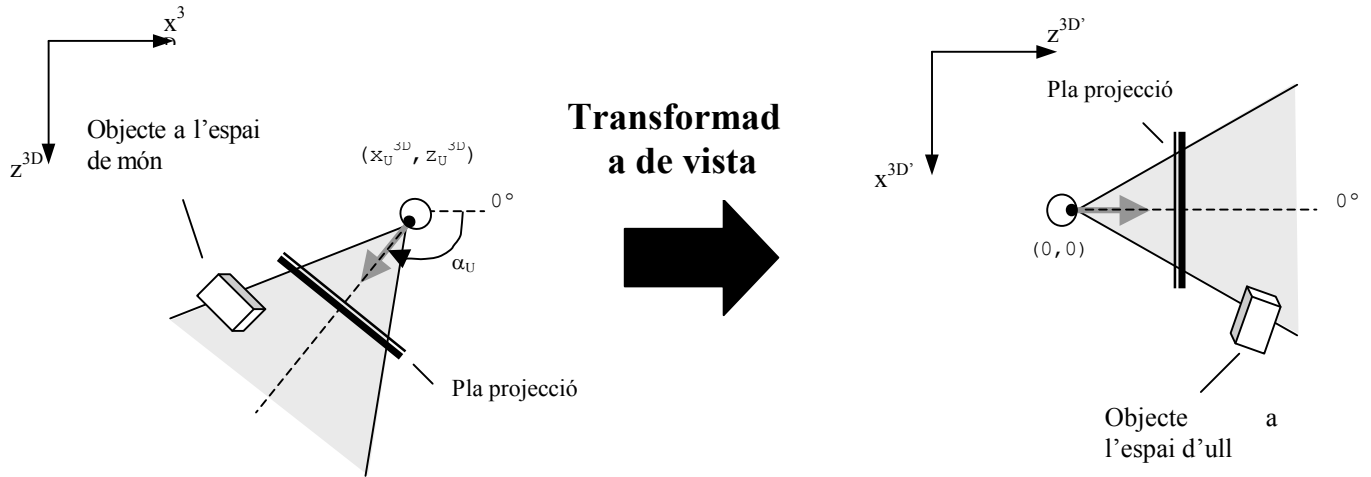 x³
z³ᴰ
Objecte a l’espai
de món
(xᵤ³ᴰ, zᵤ³ᴰ)
0°
αᵤ
Pla projecció
Transformad
a de vista
z³ᴰ’
x³ᴰ’
Pla projecció
0°
(0,0)
Objecte a
l’espai d’ull